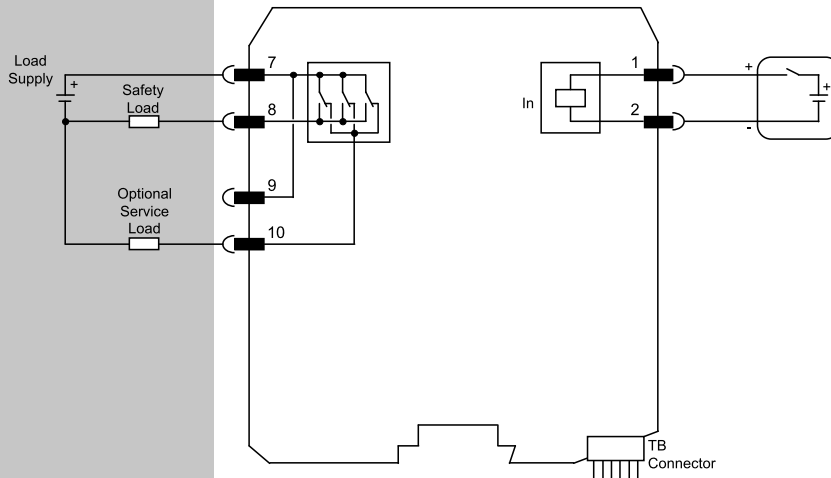 Load
Supply
+
Safety
Load
Optional
Service
Load
7
8
9
10
In
1
2
+
-
+
TB
Connector